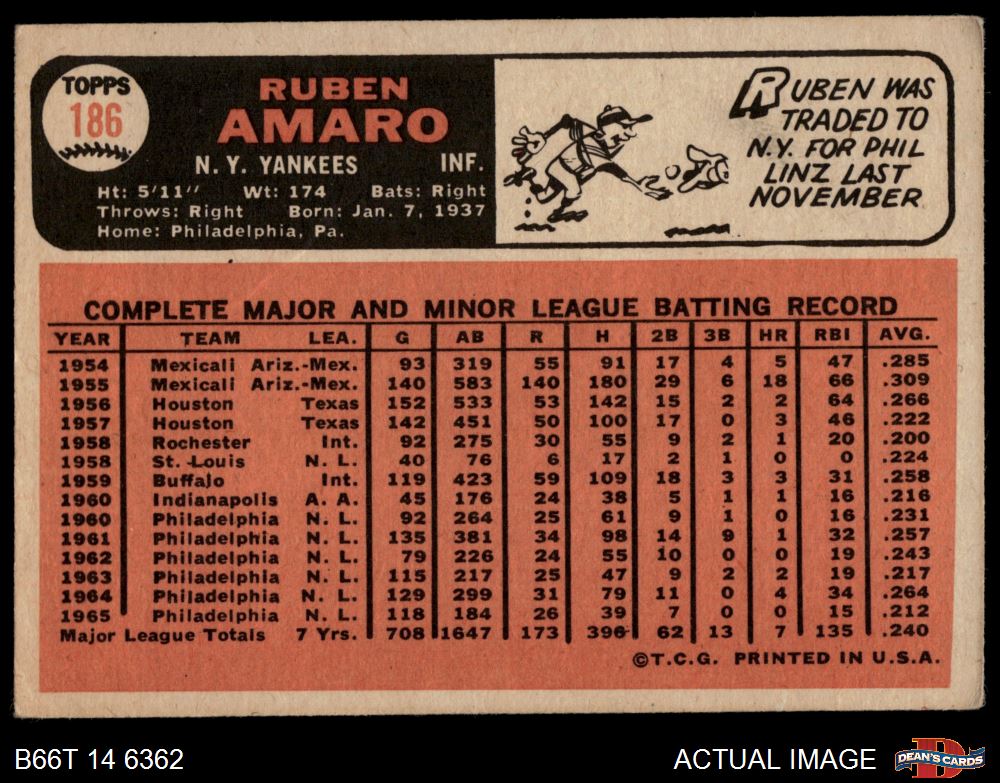 TOPPS
186
RUBEN
AMARO
N. Y. YANKEES INF.
Ht: 5'11" Wt: 174 Bats: Right
Throws: Right Born: Jan. 7, 1937
Home: Philadelphia, Pa.
RUBEN WAS
TRADED TO
N.Y. FOR PHIL
LINZ LAST
NOVEMBER
COMPLETE MAJOR AND MINOR LEAGUE BATTING RECORD
YEAR TEAM LEA. G AB R H 2B 3B HR RBI AVG.
1954 Mexicali Ariz.-Mex. 93 319 55 91 17 4 5 47 .285
1955 Mexicali Ariz.-Mex. 140 583 140 180 29 6 18 66 .309
1956 Houston Texas 152 533 53 142 15 2 2 64 .266
1957 Houston Texas 142 451 50 100 17 0 3 46 .222
1958 Rochester Int. 92 275 30 55 9 2 1 20 .200
1958 St. Louis N. L. 40 76 6 17 2 1 0 0 .224
1959 Buffalo Int. 119 423 59 109 18 3 3 31 .258
1960 Indianapolis A. A. 45 176 24 38 5 1 1 16 .216
1960 Philadelphia N. L. 92 264 25 61 9 1 0 16 .231
1961 Philadelphia N. L. 135 381 34 98 14 9 1 32 .257
1962 Philadelphia N. L. 79 226 24 55 10 0 0 19 .243
1963 Philadelphia N. L. 115 217 25 47 9 2 2 19 .217
1964 Philadelphia N. L. 129 299 31 79 11 0 4 34 .264
1965 Philadelphia N. L. 118 184 26 39 7 0 0 15 .212
Major League Totals 7 Yrs. 708 1647 173 396 62 13 7 135 .240
©T.C.G. PRINTED IN U.S.A.
B66T 14 6362
ACTUAL IMAGE
D
DEAN'S CARDS